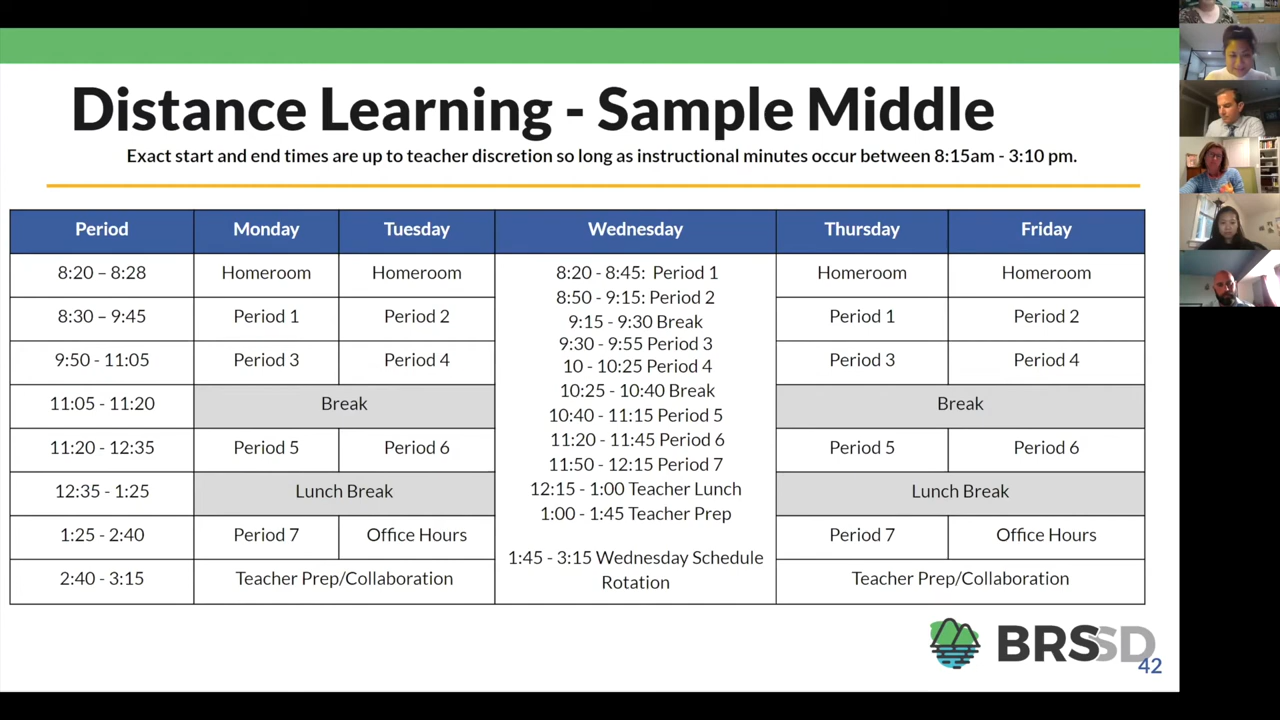 Distance Learning - Sample Middle
Exact start and end times are up to teacher discretion so long as instructional minutes occur between 8:15am - 3:10 pm.
Period Monday Tuesday Wednesday Thursday Friday
8:20 – 8:28 Homeroom Homeroom Homeroom Homeroom
8:30 – 9:45 Period 1 Period 2 Period 1 Period 2
9:50 - 11:05 Period 3 Period 4 Period 3 Period 4
11:05 - 11:20 Break Break
11:20 - 12:35 Period 5 Period 6 Period 5 Period 6
12:35 - 1:25 Lunch Break Lunch Break
1:25 - 2:40 Period 7 Office Hours Period 7 Office Hours
2:40 - 3:15 Teacher Prep/Collaboration Teacher Prep/Collaboration
8:20 - 8:45: Period 1
8:50 - 9:15: Period 2
9:15 - 9:30 Break
9:30 - 9:55 Period 3
10 - 10:25 Period 4
10:25 - 10:40 Break
10:40 - 11:15 Period 5
11:20 - 11:45 Period 6
11:50 - 12:15 Period 7
12:15 - 1:00 Teacher Lunch
1:00 - 1:45 Teacher Prep
1:45 - 3:15 Wednesday Schedule
Rotation
BRSSD
42